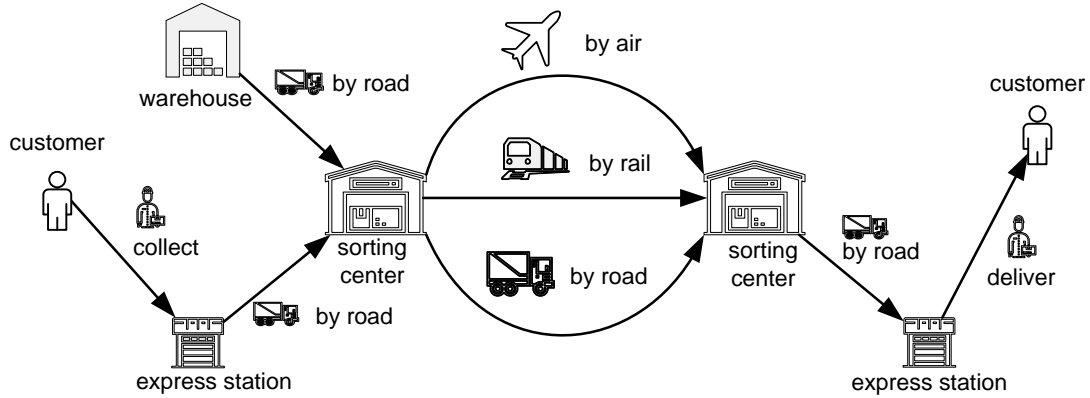 by air
customer
by road
warehouse
customer
by rail
collect
sorting
center
sorting
center
by road
by road
deliver
by road
express station
express station